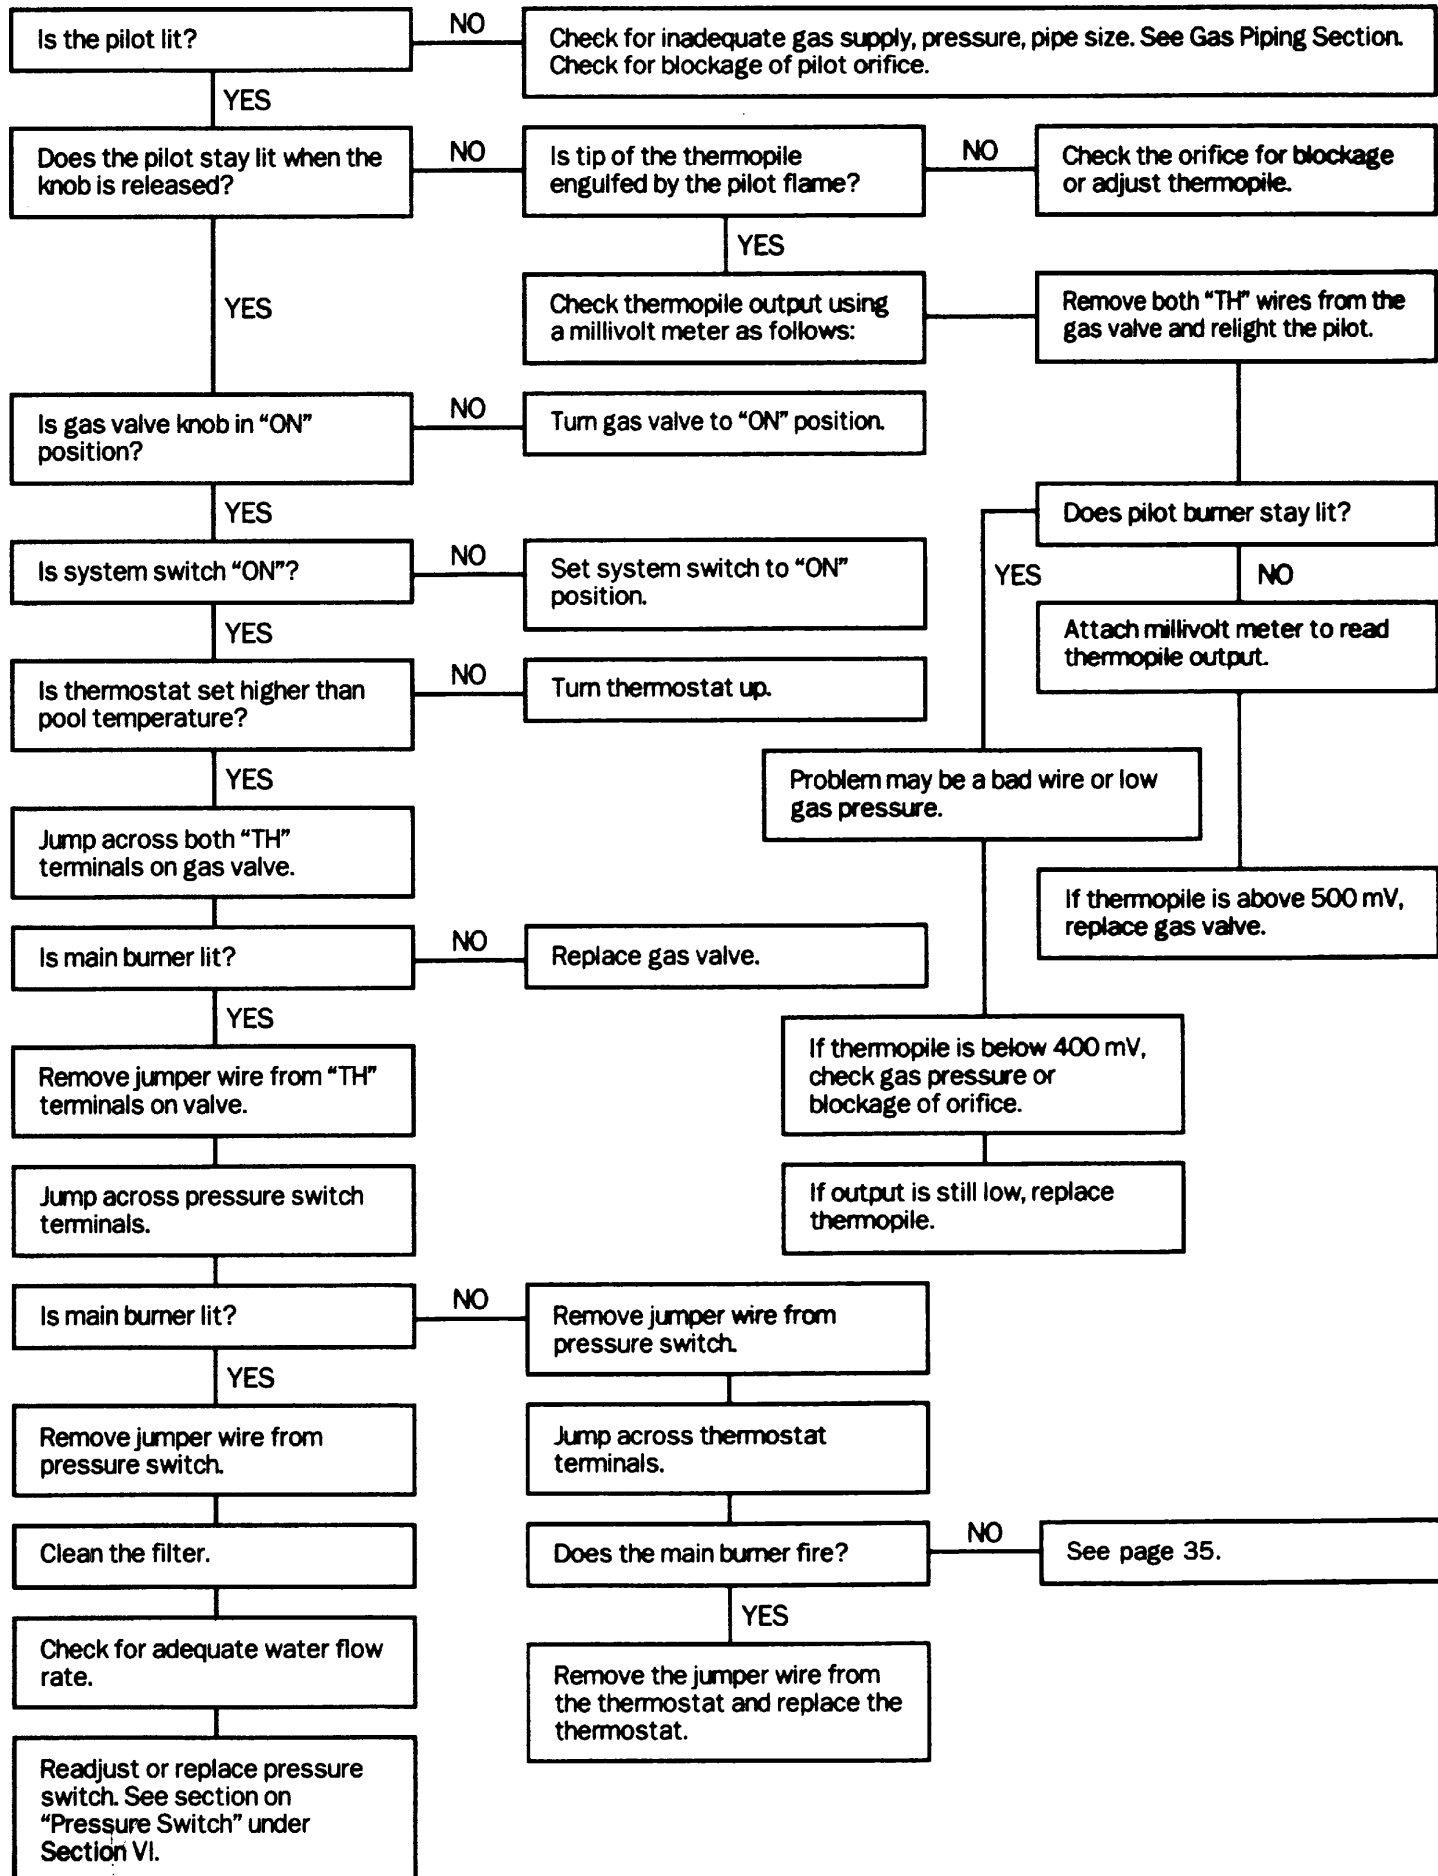 Is the pilot lit?
NO
Check for inadequate gas supply, pressure, pipe size. See Gas Piping Section.
Check for blockage of pilot orifice.
YES
Does the pilot stay lit when the
knob is released?
NO
Is tip of the thermopile
engulfed by the pilot flame?
NO
Check the orifice for blockage
or adjust thermopile.
YES
YES
Check thermopile output using
a millivolt meter as follows:
Remove both "TH" wires from the
gas valve and relight the pilot.
Is gas valve knob in "ON"
position?
NO
Turn gas valve to "ON" position.
YES
Does pilot burner stay lit?
Is system switch "ON"?
NO
Set system switch to "ON"
position.
YES
NO
YES
Attach millivolt meter to read
thermopile output.
Is thermostat set higher than
pool temperature?
NO
Turn thermostat up.
YES
Problem may be a bad wire or low
gas pressure.
Jump across both "TH"
terminals on gas valve.
If thermopile is above 500 mV,
replace gas valve.
Is main burner lit?
NO
Replace gas valve.
YES
If thermopile is below 400 mV,
check gas pressure or
blockage of orifice.
Remove jumper wire from "TH"
terminals on valve.
Jump across pressure switch
terminals.
If output is still low, replace
thermopile.
Is main burner lit?
NO
Remove jumper wire from
pressure switch.
YES
Remove jumper wire from
pressure switch.
Jump across thermostat
terminals.
Clean the filter.
Does the main burner fire?
NO
See page 35.
YES
Check for adequate water flow
rate.
Remove the jumper wire from
the thermostat and replace the
thermostat.
Readjust or replace pressure
switch. See section on
"Pressure Switch" under
Section VI.